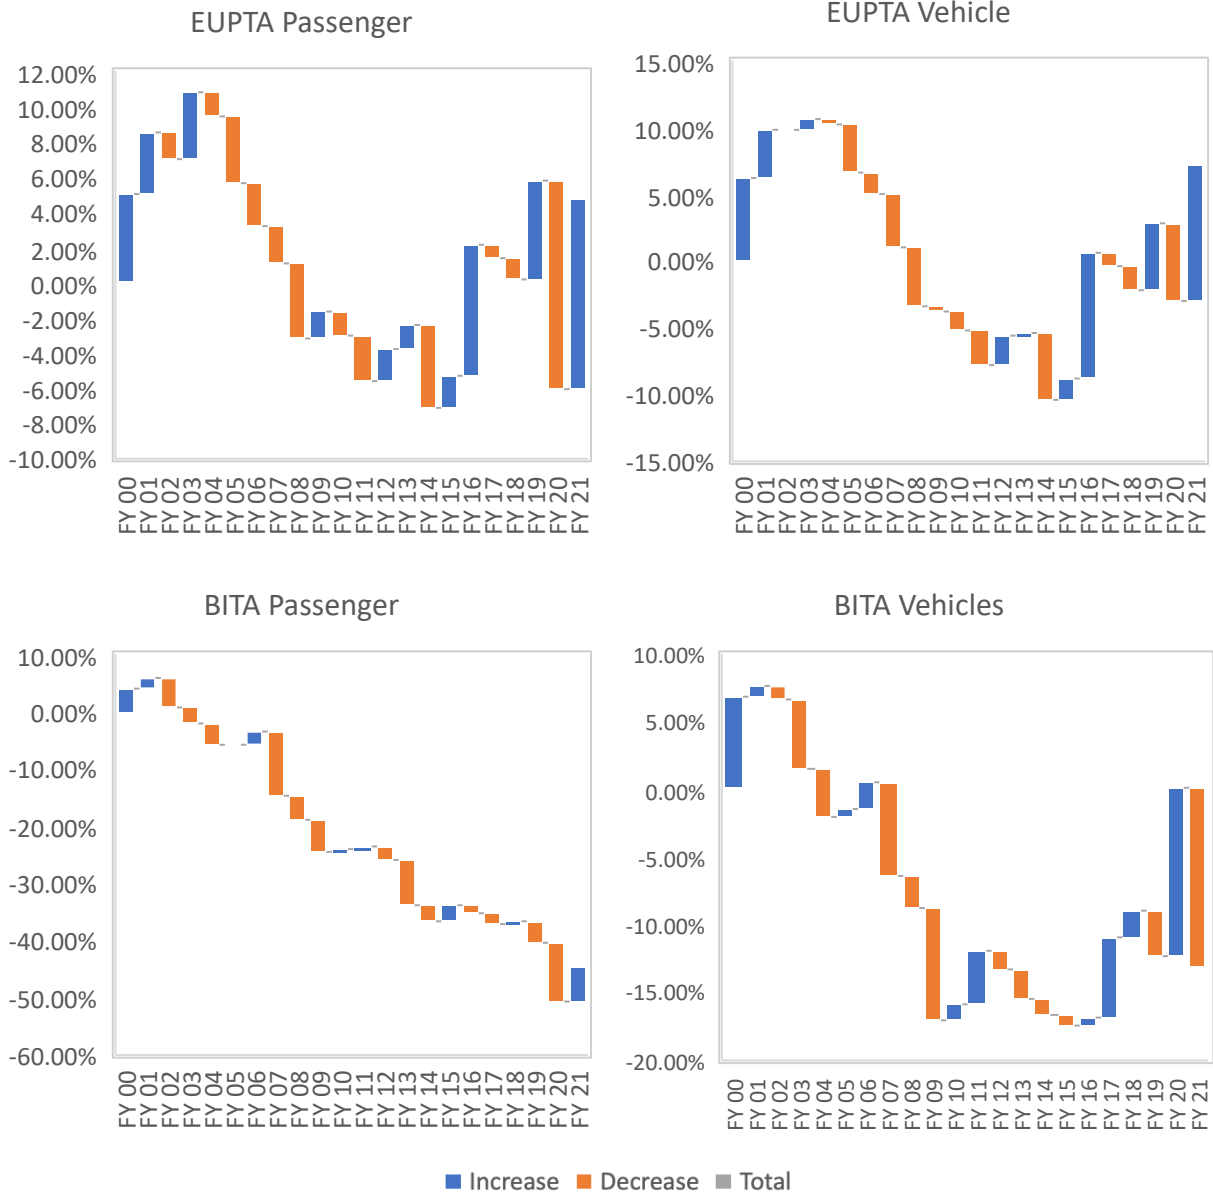 EUPTA Passenger
12.00%
10.00%
8.00%
6.00%
4.00%
2.00%
0.00%
-2.00%
-4.00%
-6.00%
-8.00%
-10.00%
FY 00
FY 01
FY 02
FY 03
FY 04
FY 05
FY 06
FY 07
FY 08
FY 09
FY 10
FY 11
FY 12
FY 13
FY 14
FY 15
FY 16
FY 17
FY 18
FY 19
FY 20
FY 21
EUPTA Vehicle
15.00%
10.00%
5.00%
0.00%
-5.00%
-10.00%
-15.00%
FY 00
FY 01
FY 02
FY 03
FY 04
FY 05
FY 06
FY 07
FY 08
FY 09
FY 10
FY 11
FY 12
FY 13
FY 14
FY 15
FY 16
FY 17
FY 18
FY 19
FY 20
FY 21
BITA Passenger
10.00%
0.00%
-10.00%
-20.00%
-30.00%
-40.00%
-50.00%
-60.00%
FY 00
FY 01
FY 02
FY 03
FY 04
FY 05
FY 06
FY 07
FY 08
FY 09
FY 10
FY 11
FY 12
FY 13
FY 14
FY 15
FY 16
FY 17
FY 18
FY 19
FY 20
FY 21
BITA Vehicles
10.00%
5.00%
0.00%
-5.00%
-10.00%
-15.00%
-20.00%
FY 00
FY 01
FY 02
FY 03
FY 04
FY 05
FY 06
FY 07
FY 08
FY 09
FY 10
FY 11
FY 12
FY 13
FY 14
FY 15
FY 16
FY 17
FY 18
FY 19
FY 20
FY 21
Increase Decrease Total